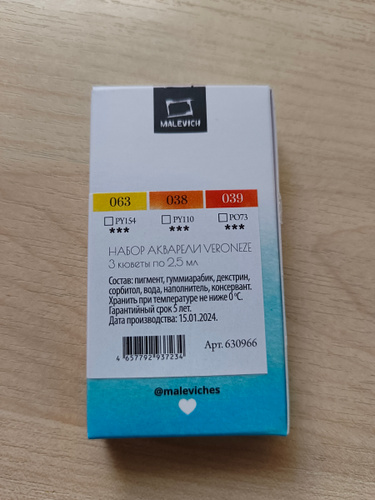 MALEVICH
063 038 039
PY154 PY110 PO73
*** *** ***
НАБОР АКВАРЕЛИ VERONEZE
3 кюветы по 2,5 мл
Состав: пигмент, гуммиарабик, декстрин,
сорбитол, вода, наполнитель, консервант.
Хранить при температуре не ниже 0 °C.
Гарантийный срок 5 лет.
Дата производства: 15.01.2024.
4 657792 937234
Арт. 630966
@maleviches